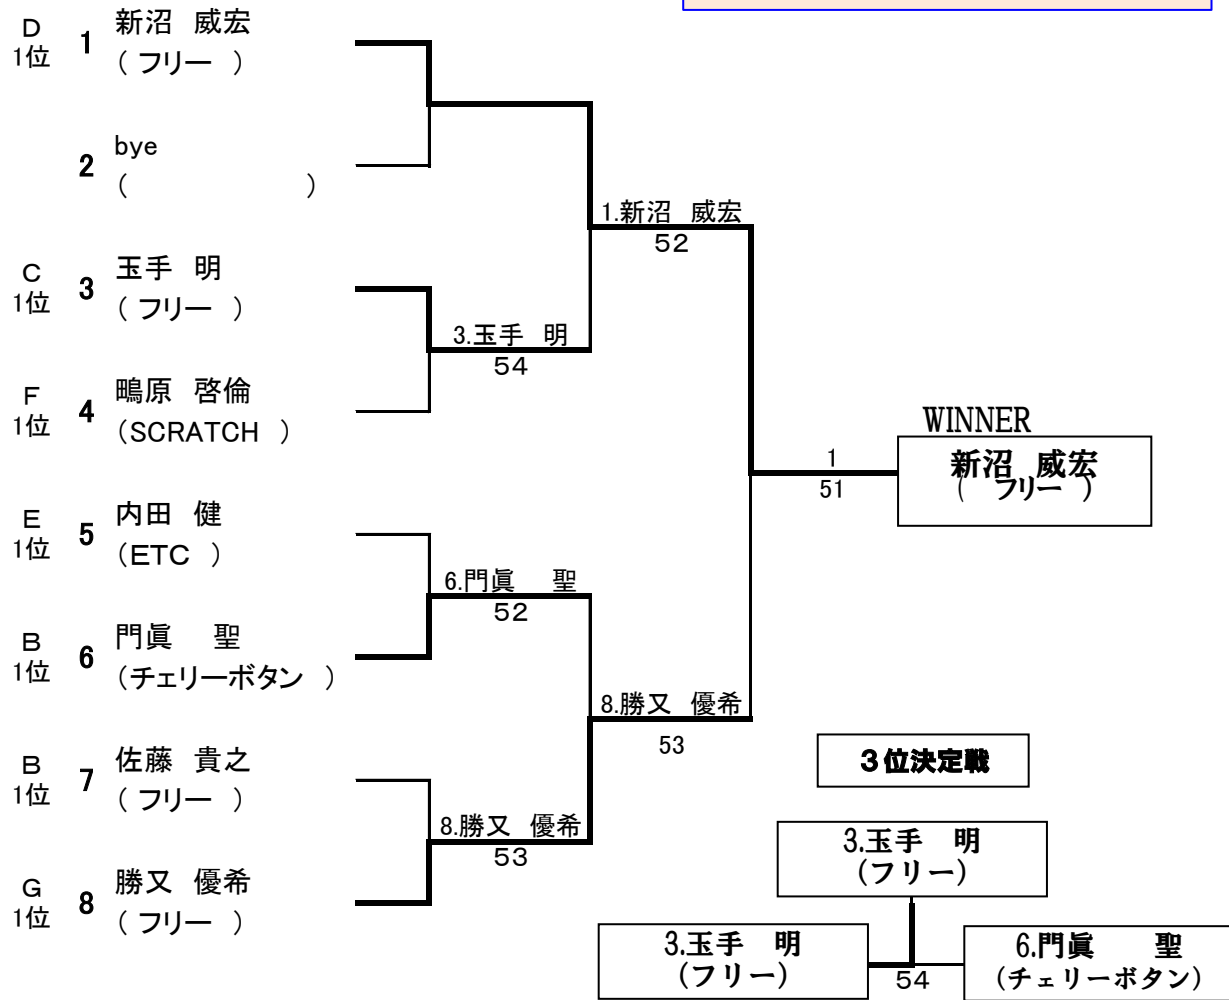 D
1位
1
新沼　威宏
（ フリー ）
2
bye
（　　　　　　）
C
1位
3
玉手　明
（ フリー ）
F
1位
4
鴫原　啓倫
（SCRATCH ）
E
1位
5
内田　健
（ETC ）
B
1位
6
門眞　聖
（チェリーボタン ）
B
1位
7
佐藤　貴之
（ フリー ）
G
1位
8
勝又　優希
（ フリー ）
3.玉手　明
54
6.門眞　聖
52
8.勝又　優希
53
1.新沼　威宏
52
8.勝又　優希
53
1
51
WINNER
新沼　威宏
（ フリー ）
３位決定戦
3.玉手　明
(フリー)
3.玉手　明
(フリー)
54
6.門眞　聖
(チェリーボタン)